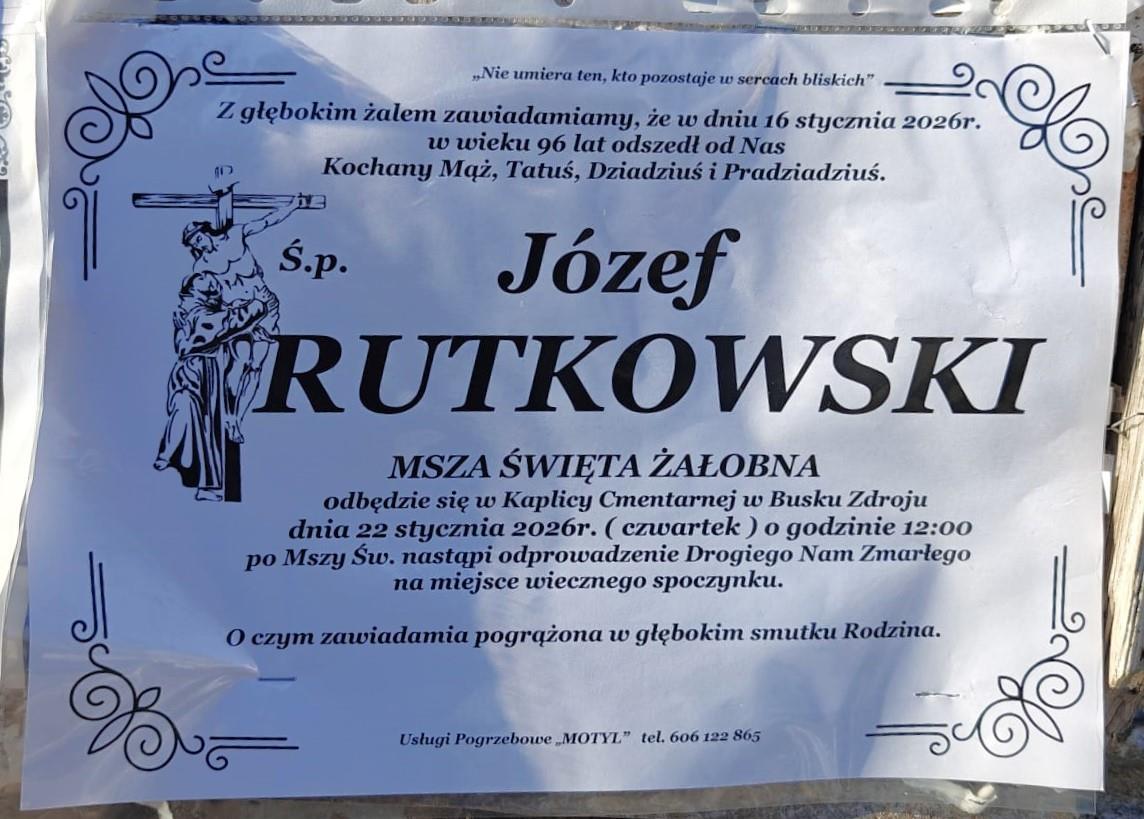 „Nie umiera ten, kto pozostaje w sercach bliskich”
Z głębokim żalem zawiadamiamy, że w dniu 16 stycznia 2026r.
w wieku 96 lat odszedł od Nas
Kochany Mąż, Tatuś, Dziadziuś i Pradziadziuś.
Ś.p. Józef
RUTKOWSKI
MSZA ŚWIĘTA ŻAŁOBNA
odbędzie się w Kaplicy Cmentarnej w Busku Zdroju
dnia 22 stycznia 2026r. ( czwartek ) o godzinie 12:00
po Mszy Św. nastąpi odprowadzenie Drogiego Nam Zmarłego
na miejsce wiecznego spoczynku.
O czym zawiadamia pogrążona w głębokim smutku Rodzina.
Usługi Pogrzebowe „MOTYL” tel. 606 122 865